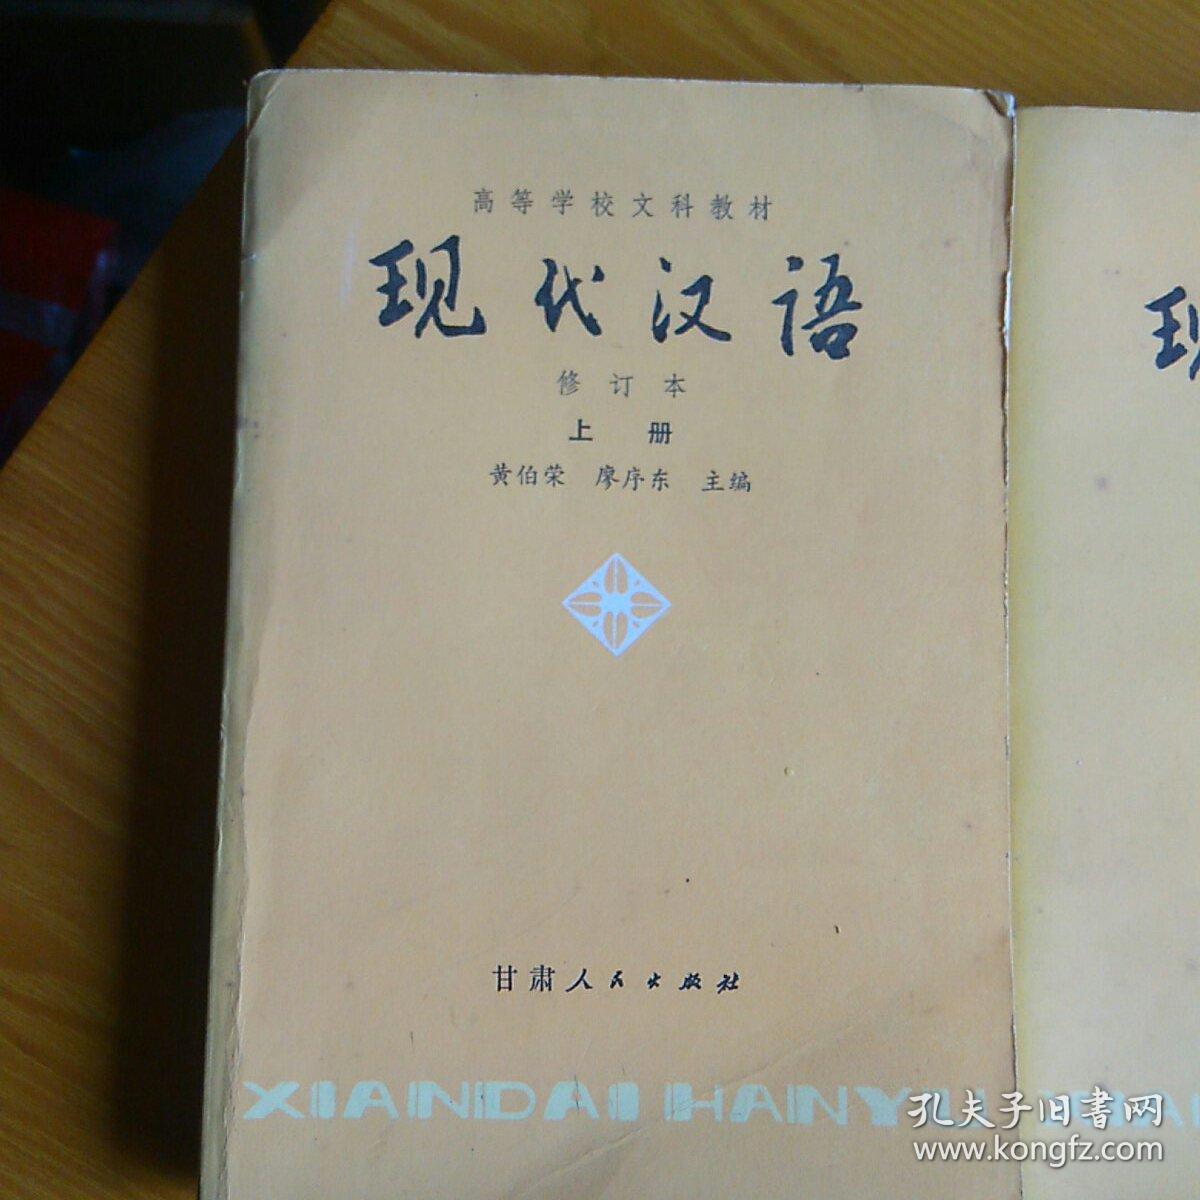 高等学校文科教材
现代汉语
修订本
上册
黄伯荣 廖序东 主编
甘肃人民出版社
XIANDAI HANYU
现
孔夫子旧书网
www.kongfz.com